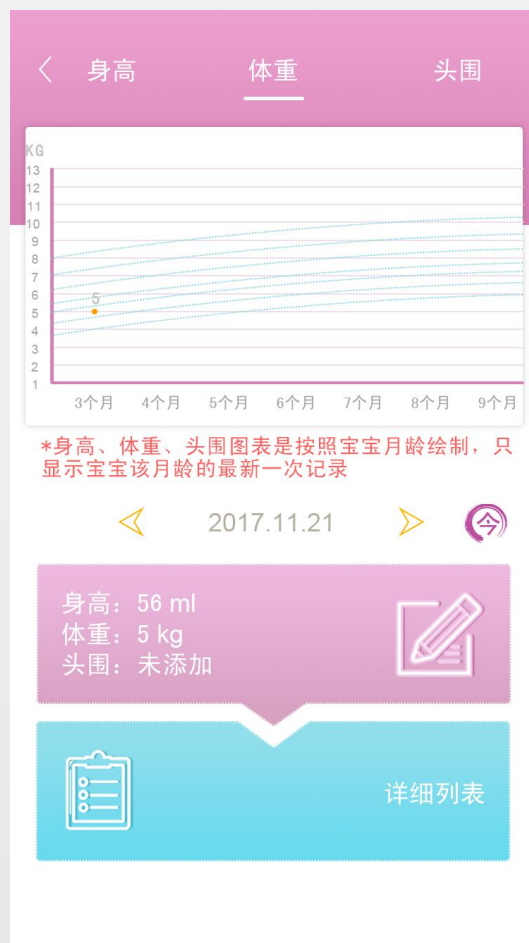 身高 体重 头围
KG
13
12
11
10
9
8
7
6
5
5
4
3
2
1
3个月 4个月 5个月 6个月 7个月 8个月 9个月
*身高、体重、头围图表是按照宝宝月龄绘制，只
显示宝宝该月龄的最新一次记录
2017.11.21 今
身高：56 ml
体重：5 kg
头围：未添加
详细列表